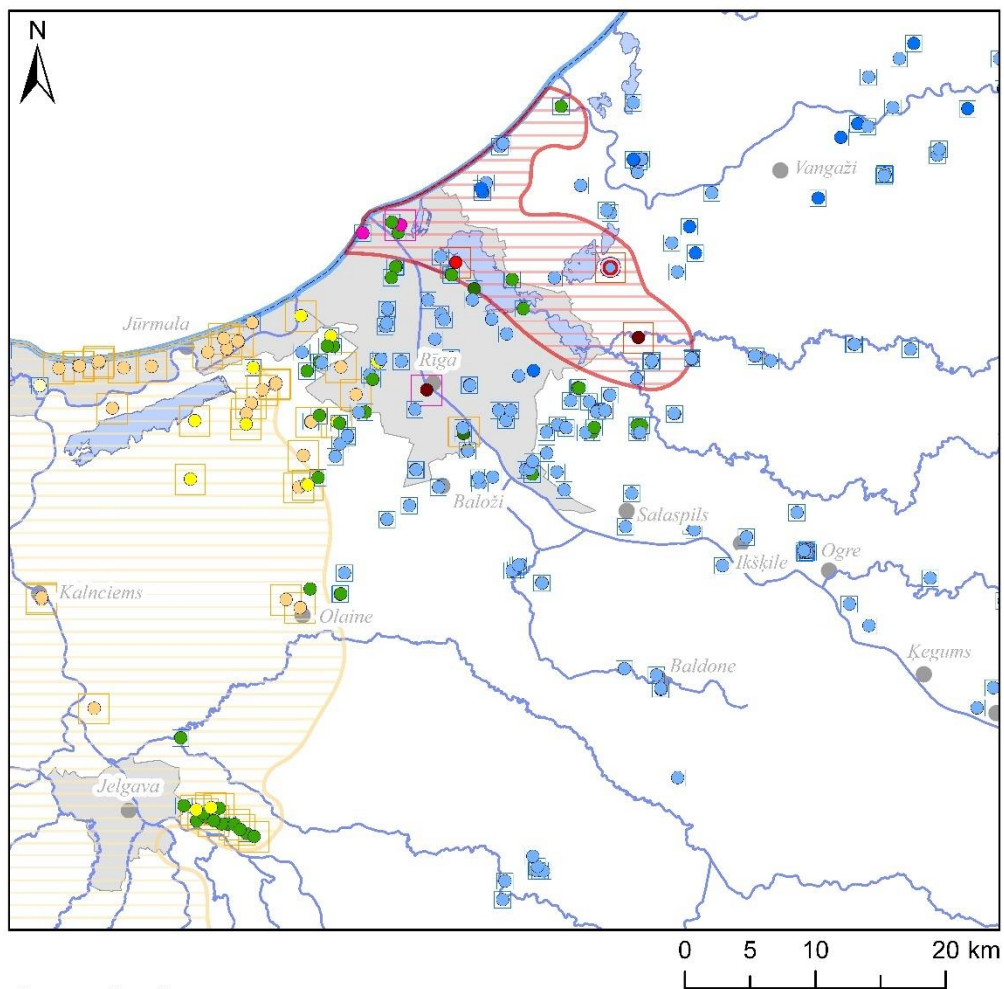 N
Vangaži
Jūrmala
Rīga
Baloži
Salaspils
Ikšķile
Ogre
Kalnciems
Olaine
Ķegums
Baldone
Jelgava
0 5 10 20 km